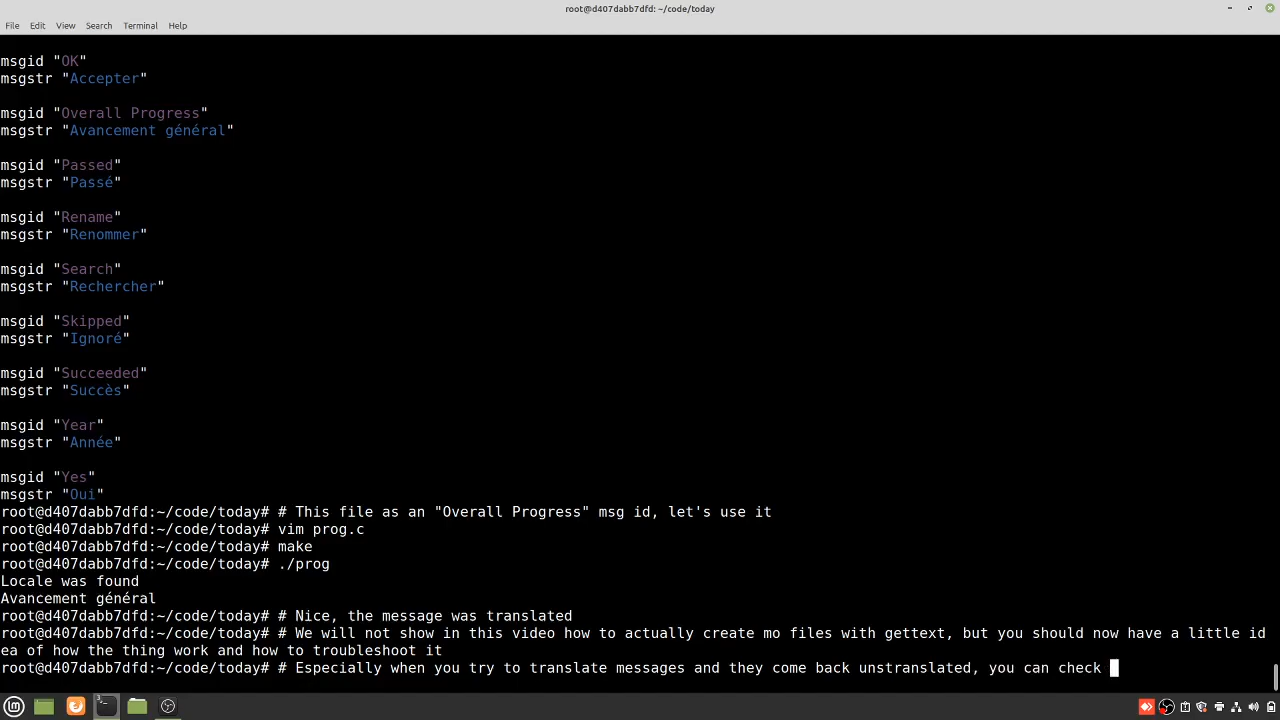 root@d407dabb7dfd: ~/code/today
File Edit View Search Terminal Help
msgid "OK"
msgstr "Accepter"
msgid "Overall Progress"
msgstr "Avancement général"
msgid "Passed"
msgstr "Passé"
msgid "Rename"
msgstr "Renommer"
msgid "Search"
msgstr "Rechercher"
msgid "Skipped"
msgstr "Ignoré"
msgid "Succeeded"
msgstr "Succès"
msgid "Year"
msgstr "Année"
msgid "Yes"
msgstr "Oui"
root@d407dabb7dfd:~/code/today# # This file as an "Overall Progress" msg id, let's use it
root@d407dabb7dfd:~/code/today# vim prog.c
root@d407dabb7dfd:~/code/today# make
root@d407dabb7dfd:~/code/today# ./prog
Locale was found
Avancement général
root@d407dabb7dfd:~/code/today# # Nice, the message was translated
root@d407dabb7dfd:~/code/today# # We will not show in this video how to actually create mo files with gettext, but you should now have a little id
ea of how the thing work and how to troubleshoot it
root@d407dabb7dfd:~/code/today# # Especially when you try to translate messages and they come back unstranslated, you can check